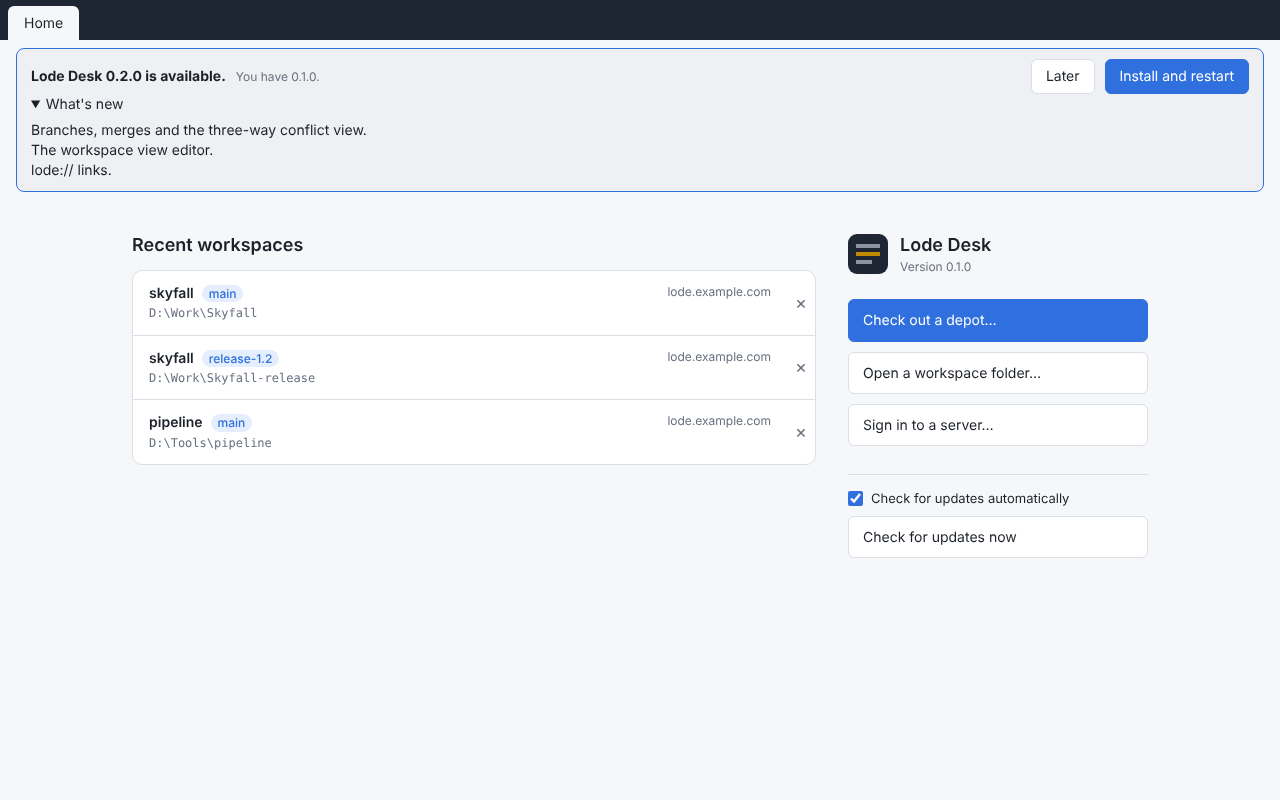 Home
Lode Desk 0.2.0 is available. You have 0.1.0.
Later
Install and restart
▼ What's new
Branches, merges and the three-way conflict view.
The workspace view editor.
lode:// links.
Recent workspaces
skyfall main lode.example.com
D:\Work\Skyfall
skyfall release-1.2 lode.example.com
D:\Work\Skyfall-release
pipeline main lode.example.com
D:\Tools\pipeline
Lode Desk
Version 0.1.0
Check out a depot...
Open a workspace folder...
Sign in to a server...
Check for updates automatically
Check for updates now